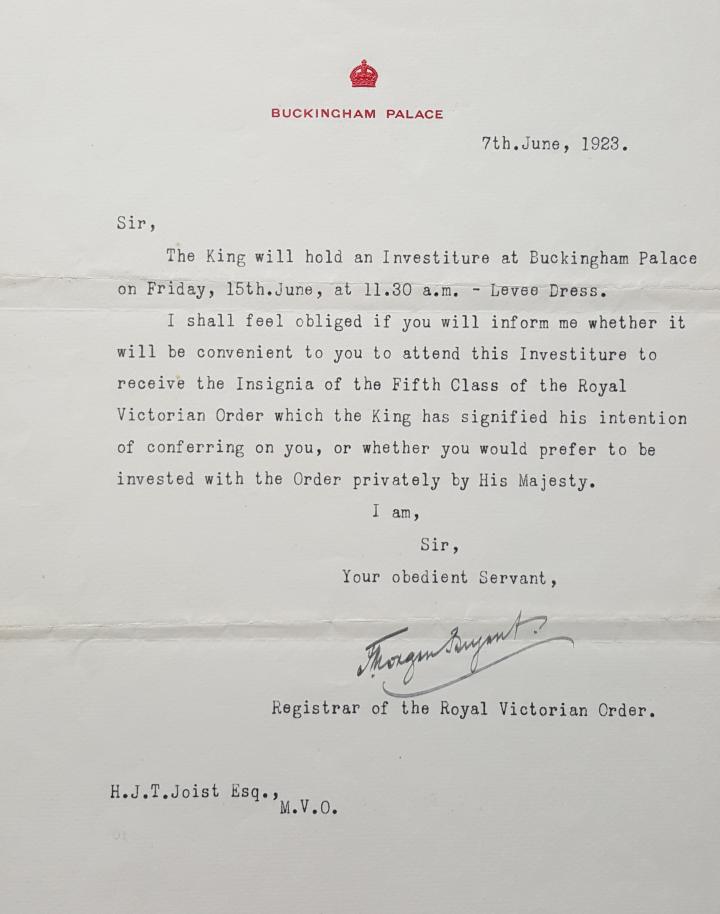 BUCKINGHAM PALACE
7th.June, 1923.
Sir,
The King will hold an Investiture at Buckingham Palace
on Friday, 15th.June, at 11.30 a.m. - Levee Dress.
I shall feel obliged if you will inform me whether it
will be convenient to you to attend this Investiture to
receive the Insignia of the Fifth Class of the Royal
Victorian Order which the King has signified his intention
of conferring on you, or whether you would prefer to be
invested with the Order privately by His Majesty.
I am,
Sir,
Your obedient Servant,
Registrar of the Royal Victorian Order.
H.J.T.Joist Esq.,
M.V.O.